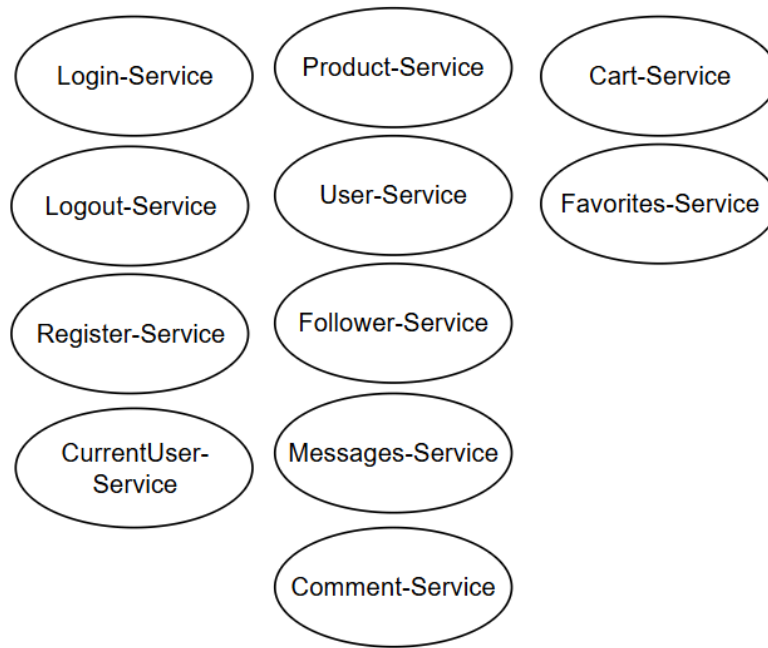 Login-Service
Logout-Service
Register-Service
CurrentUser-
Service
Product-Service
User-Service
Follower-Service
Messages-Service
Comment-Service
Cart-Service
Favorites-Service